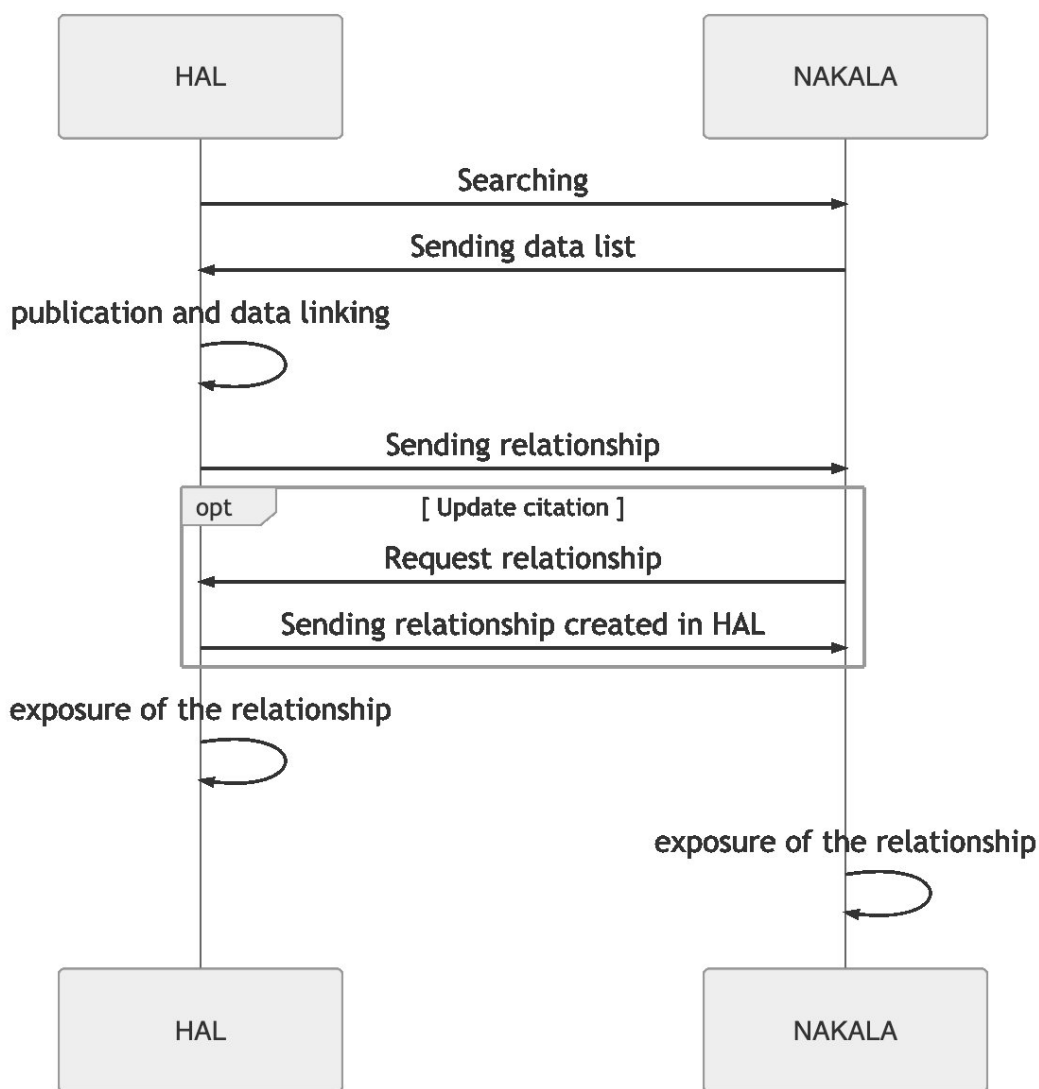 HAL
NAKALA
Searching
Sending data list
publication and data linking
Sending relationship
opt
[ Update citation ]
Request relationship
Sending relationship created in HAL
exposure of the relationship
exposure of the relationship
HAL
NAKALA